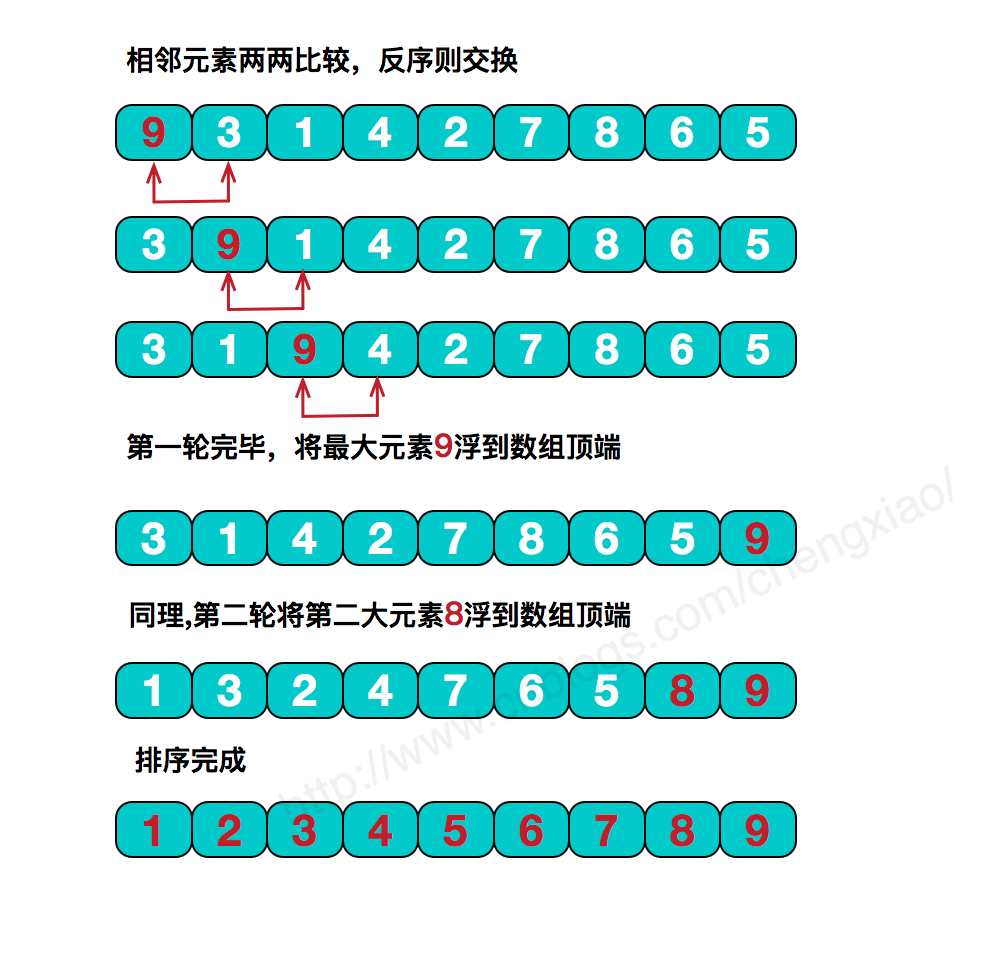 相邻元素两两比较，反序则交换
9 3 1 4 2 7 8 6 5
3 9 1 4 2 7 8 6 5
3 1 9 4 2 7 8 6 5
第一轮完毕，将最大元素9浮到数组顶端
3 1 4 2 7 8 6 5 9
同理,第二轮将第二大元素8浮到数组顶端
1 3 2 4 7 6 5 8 9
排序完成
1 2 3 4 5 6 7 8 9
http://www.cnblogs.com/chengxiao/